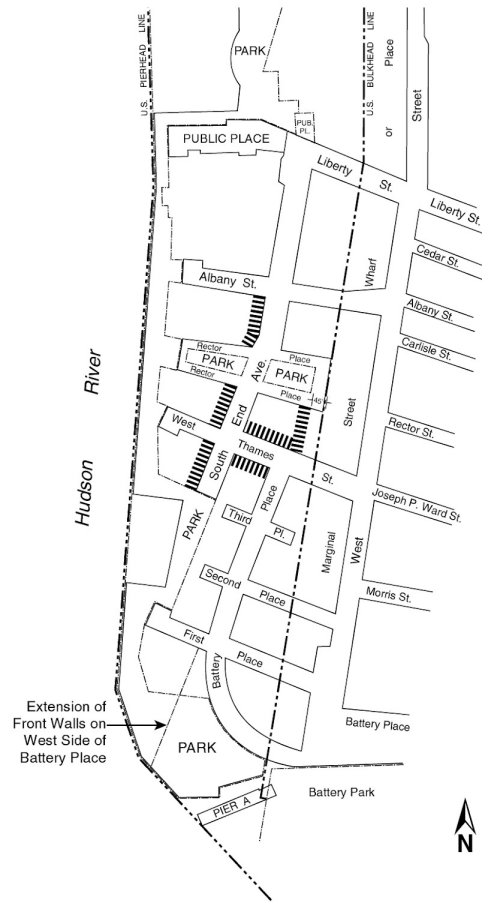 U.S. PIERHEAD LINE
PARK
U.S. BULKHEAD LINE
Place
or
Street
PUB.
PL.
PUBLIC PLACE
Liberty
St.
Liberty St.
Cedar St.
Wharf
Albany St.
Albany St.
Carlisle St.
Rector
Place
PARK
Ave.
PARK
Rector
Place
45'
River
End
Street
Rector St.
West
Thames
St.
South
Joseph P. Ward St.
Hudson
Place
PARK
Third
Pl.
Marginal
West
Second
Place
Morris St.
First
Place
Battery
Extension of
Front Walls on
West Side of
Battery Place
PARK
Battery Place
PIER A
Battery Park
N